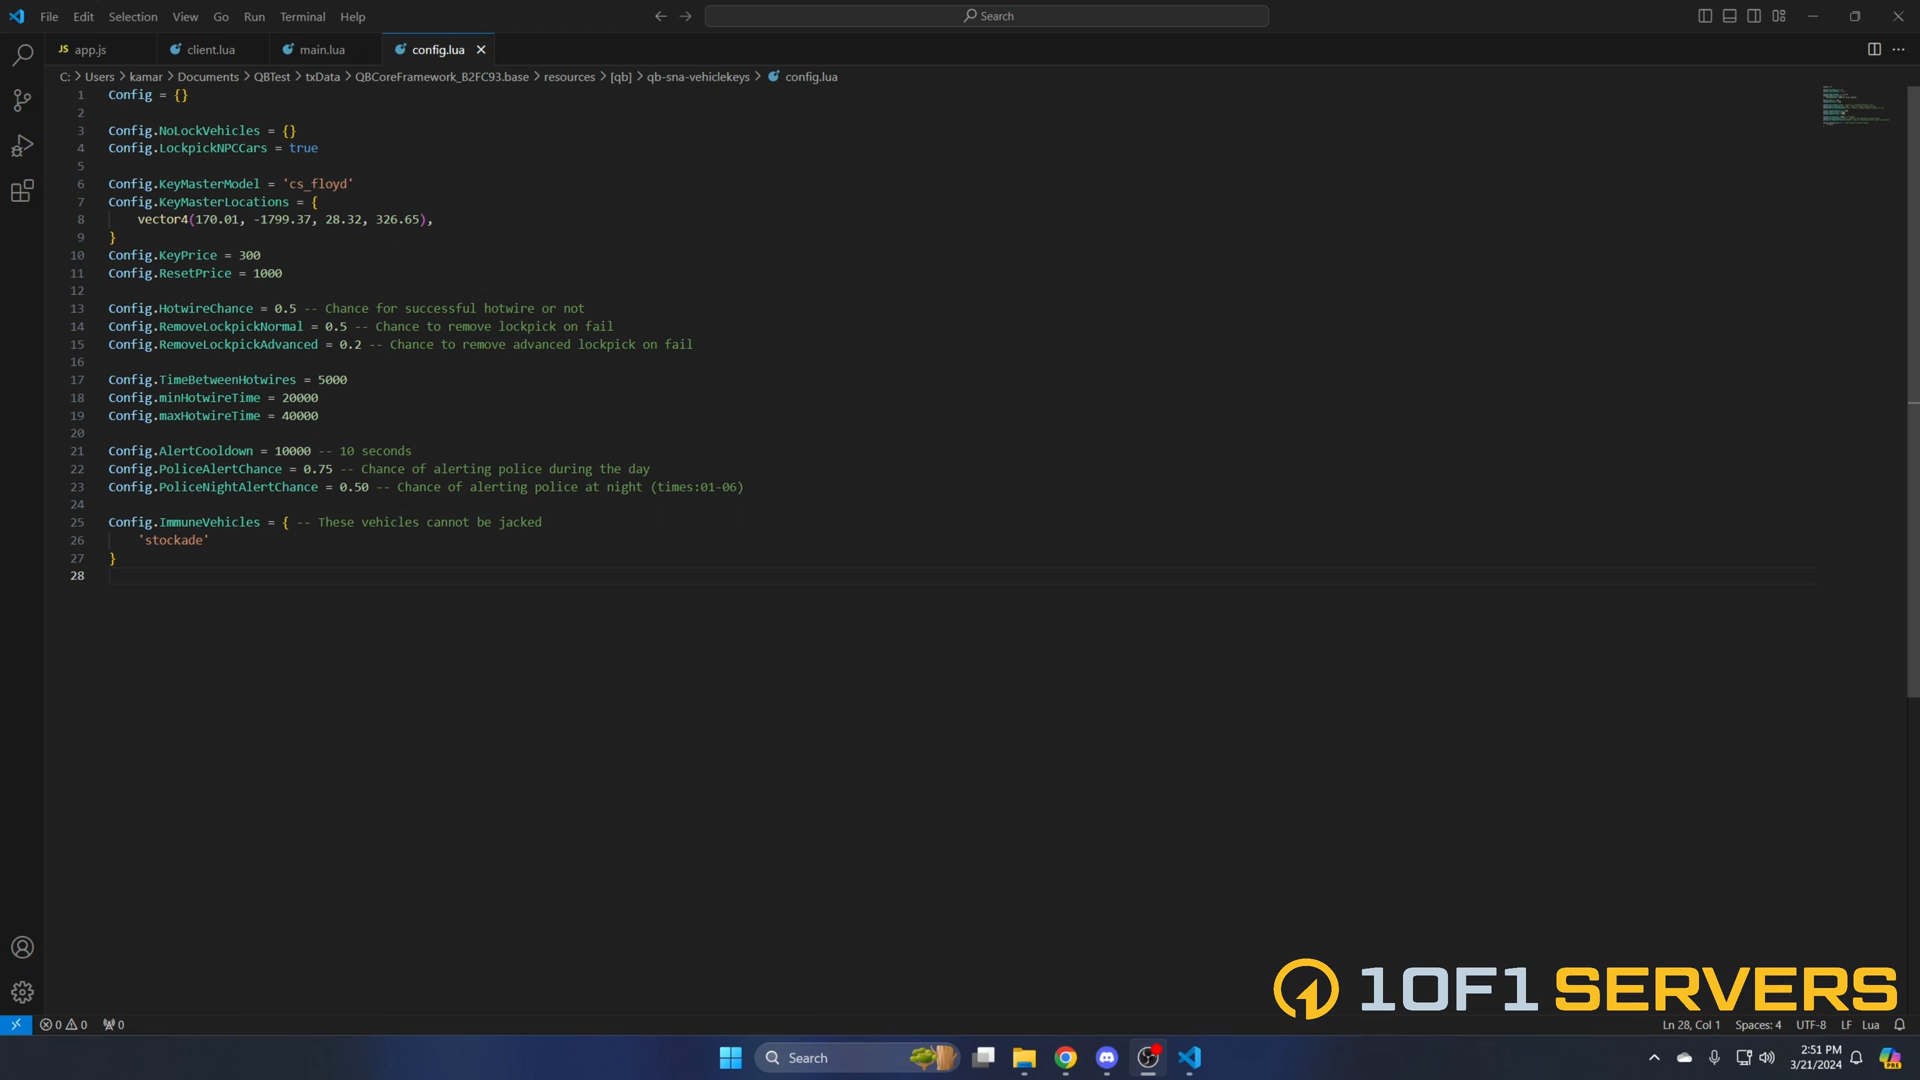 File Edit Selection View Go Run Terminal Help
Search
JS app.js
client.lua
main.lua
config.lua
C: > Users > kamar > Documents > QBTest > txData > QBCoreFramework_B2FC93.base > resources > [qb] > qb-sna-vehiclekeys > config.lua
1 Config = {}
2
3 Config.NoLockVehicles = {}
4 Config.LockpickNPCCars = true
5
6 Config.KeyMasterModel = 'cs_floyd'
7 Config.KeyMasterLocations = {
8 vector4(170.01, -1799.37, 28.32, 326.65),
9 }
10 Config.KeyPrice = 300
11 Config.ResetPrice = 1000
12
13 Config.HotwireChance = 0.5 -- Chance for successful hotwire or not
14 Config.RemoveLockpickNormal = 0.5 -- Chance to remove lockpick on fail
15 Config.RemoveLockpickAdvanced = 0.2 -- Chance to remove advanced lockpick on fail
16
17 Config.TimeBetweenHotwires = 5000
18 Config.minHotwireTime = 20000
19 Config.maxHotwireTime = 40000
20
21 Config.AlertCooldown = 10000 -- 10 seconds
22 Config.PoliceAlertChance = 0.75 -- Chance of alerting police during the day
23 Config.PoliceNightAlertChance = 0.50 -- Chance of alerting police at night (times:01-06)
24
25 Config.ImmuneVehicles = { -- These vehicles cannot be jacked
26 'stockade'
27 }
28
1OF1 SERVERS
0 0 0
Ln 28, Col 1 Spaces: 4 UTF-8 LF Lua
Search
2:51 PM
3/21/2024
PRE